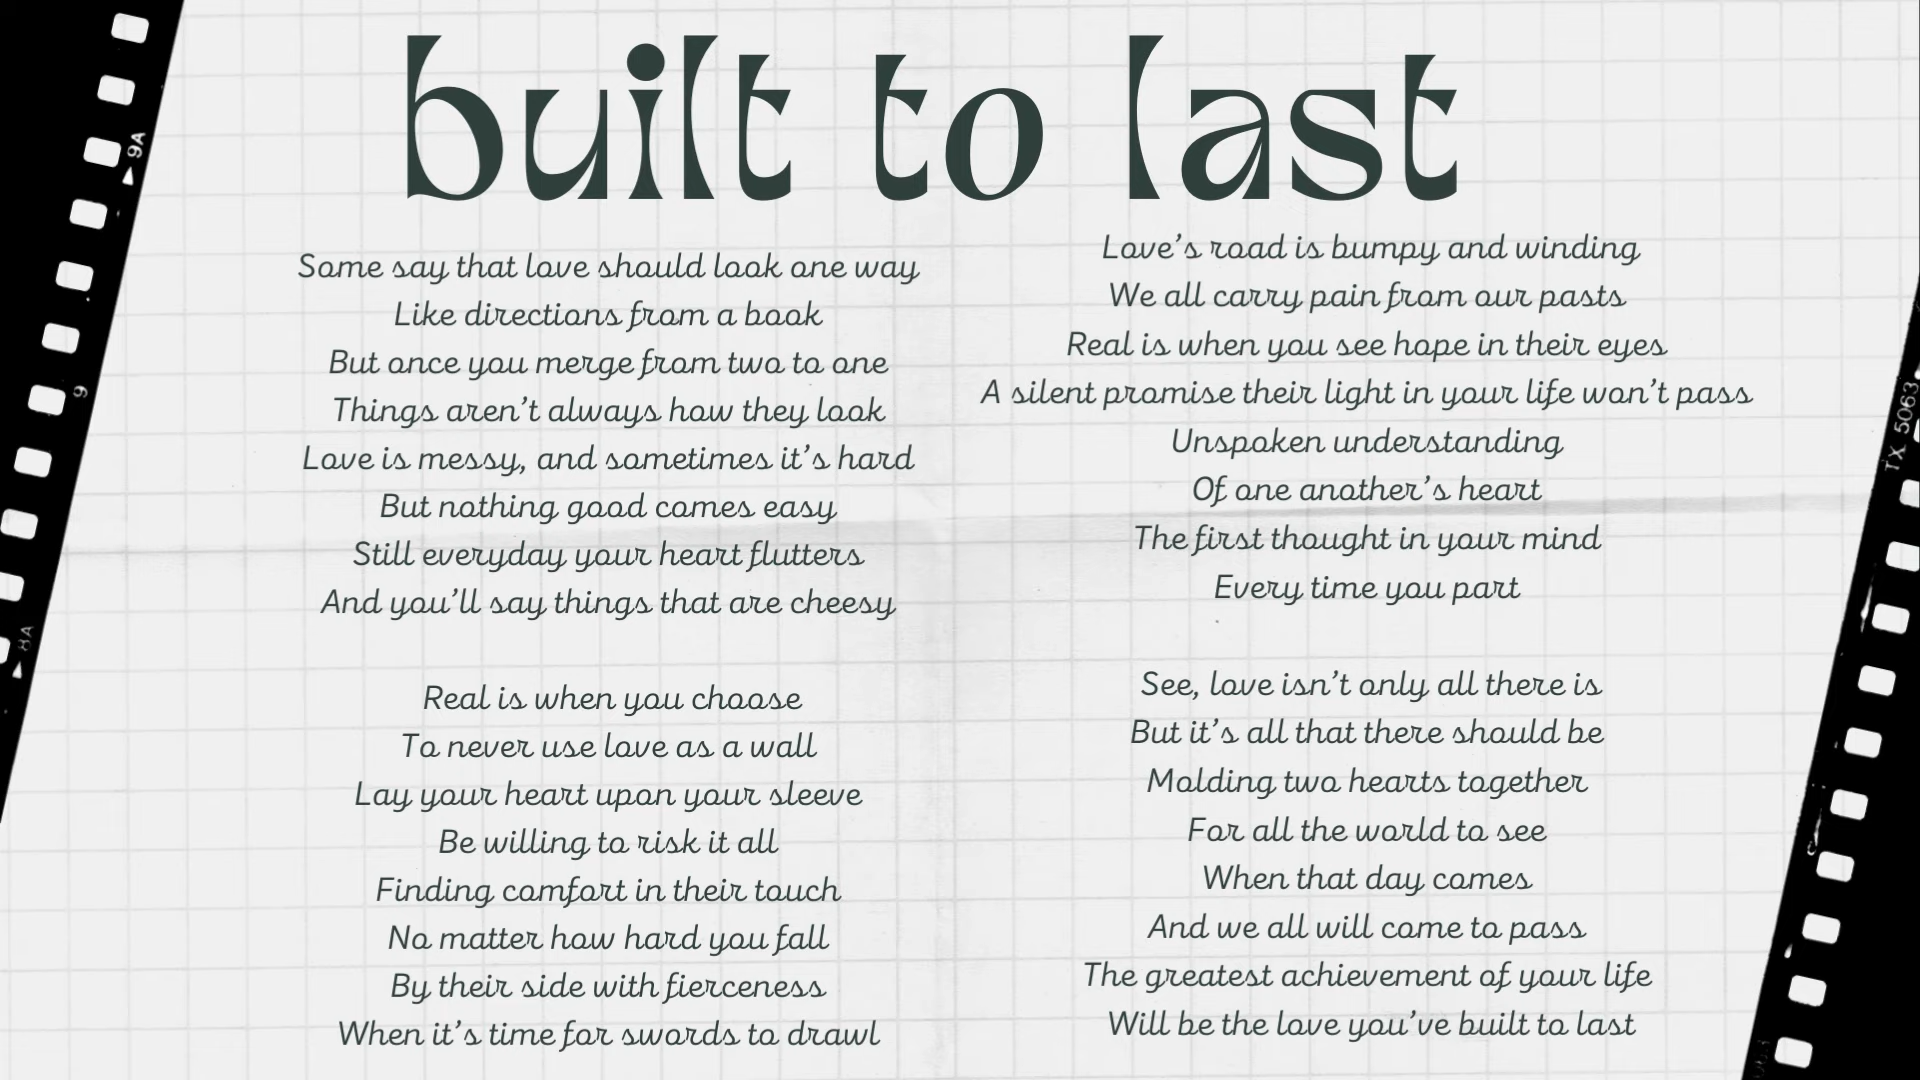 built to last
Some say that love should look one way
Like directions from a book
But once you merge from two to one
Things aren't always how they look
Love is messy, and sometimes it's hard
But nothing good comes easy
Still everyday your heart flutters
And you'll say things that are cheesy
Real is when you choose
To never use love as a wall
Lay your heart upon your sleeve
Be willing to risk it all
Finding comfort in their touch
No matter how hard you fall
By their side with fierceness
When it's time for swords to drawl
Love's road is bumpy and winding
We all carry pain from our pasts
Real is when you see hope in their eyes
A silent promise their light in your life won't pass
Unspoken understanding
Of one another's heart
The first thought in your mind
Every time you part
See, love isn't only all there is
But it's all that there should be
Molding two hearts together
For all the world to see
When that day comes
And we all will come to pass
The greatest achievement of your life
Will be the love you've built to last
9A
9
8A
TX 5063